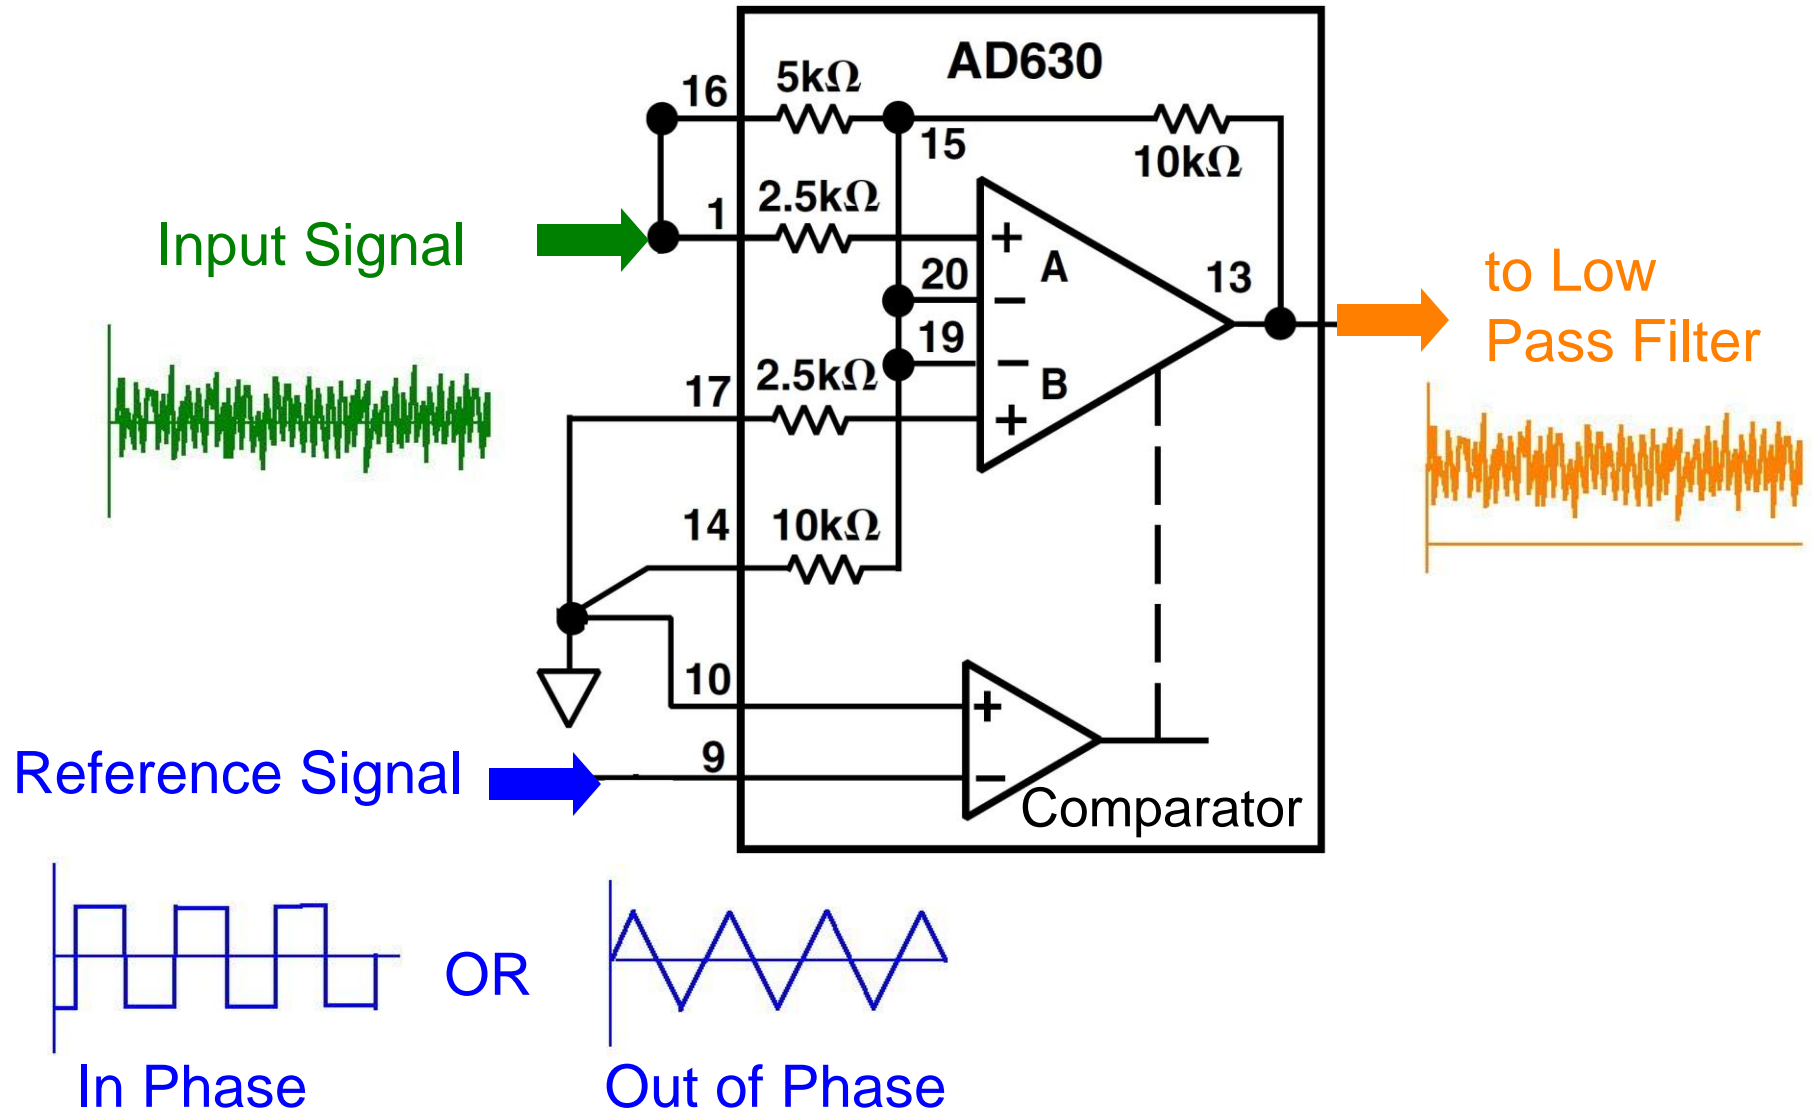 AD630
16
5kΩ
15
10kΩ
1
2.5kΩ
Input Signal
+
A
20
−
13
to Low
Pass Filter
19
−
B
17
2.5kΩ
+
14
10kΩ
10
+
Reference Signal
9
−
Comparator
OR
In Phase
Out of Phase